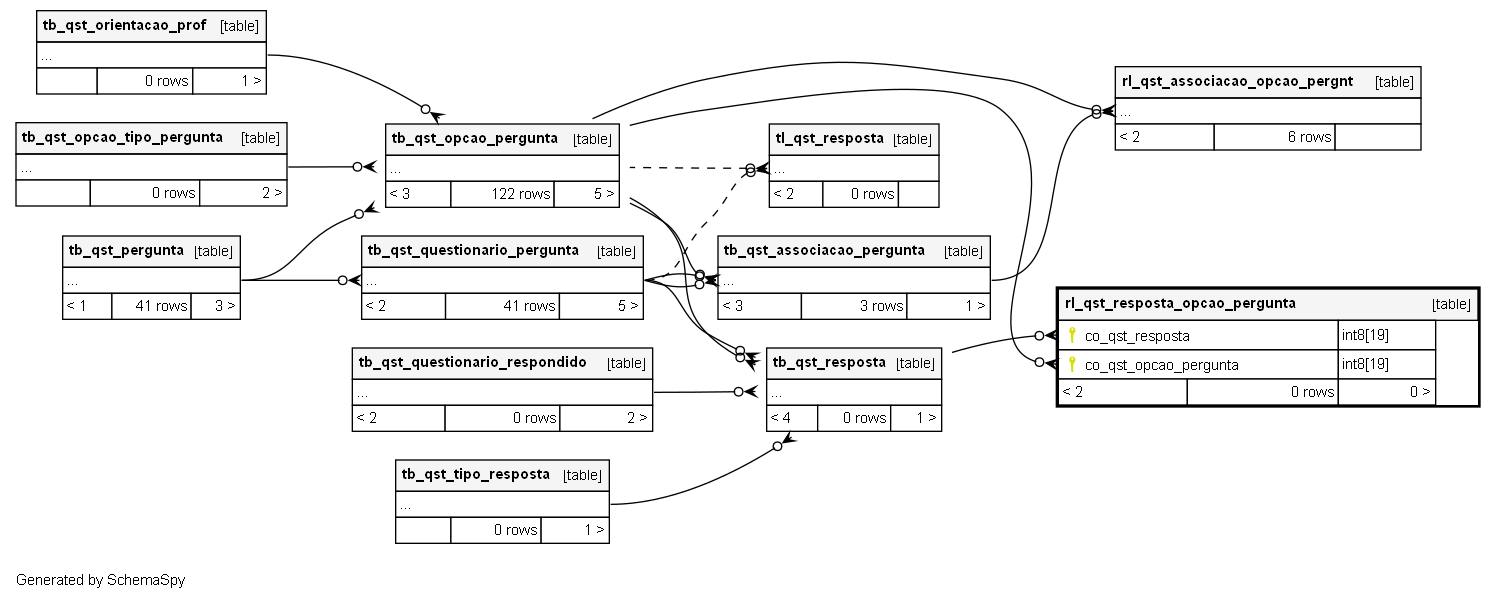 tb_qst_orientacao_prof [table]
...
0 rows 1 >
tb_qst_opcao_tipo_pergunta [table]
...
0 rows 2 >
tb_qst_pergunta [table]
...
< 1 41 rows 3 >
tb_qst_opcao_pergunta [table]
...
< 3 122 rows 5 >
tb_qst_questionario_pergunta [table]
...
< 2 41 rows 5 >
tb_qst_questionario_respondido [table]
...
< 2 0 rows 2 >
tb_qst_tipo_resposta [table]
...
0 rows 1 >
tl_qst_resposta [table]
...
< 2 0 rows
tb_qst_associacao_pergunta [table]
...
< 3 3 rows 1 >
tb_qst_resposta [table]
...
< 4 0 rows 1 >
rl_qst_associacao_opcao_pergnt [table]
...
< 2 6 rows
rl_qst_resposta_opcao_pergunta [table]
co_qst_resposta int8[19]
co_qst_opcao_pergunta int8[19]
< 2 0 rows 0 >
Generated by SchemaSpy